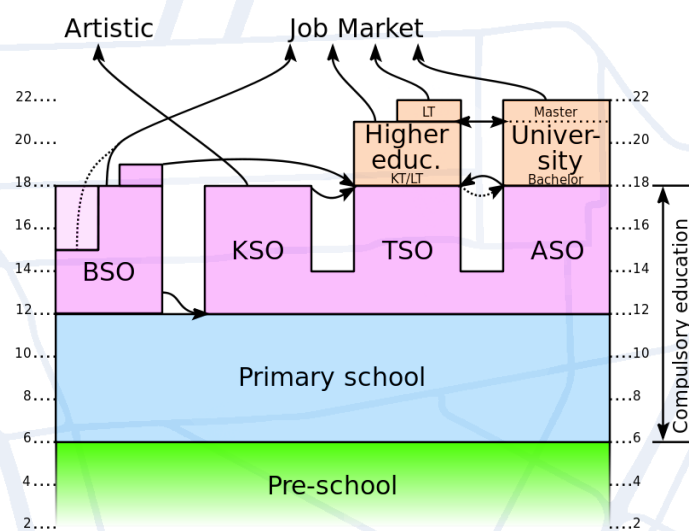 Artistic
Job Market
22.... LT Master ....22
20.... Higher Univer- ....20
educ. sity
18.... KT/LT Bachelor ....18
16.... ....16
KSO TSO ASO
14.... BSO ....14
12.... ....12
10.... ....10
Primary school
8.... ....8
6.... ....6
4.... Pre-school ....4
2.... ....2
Compulsory education